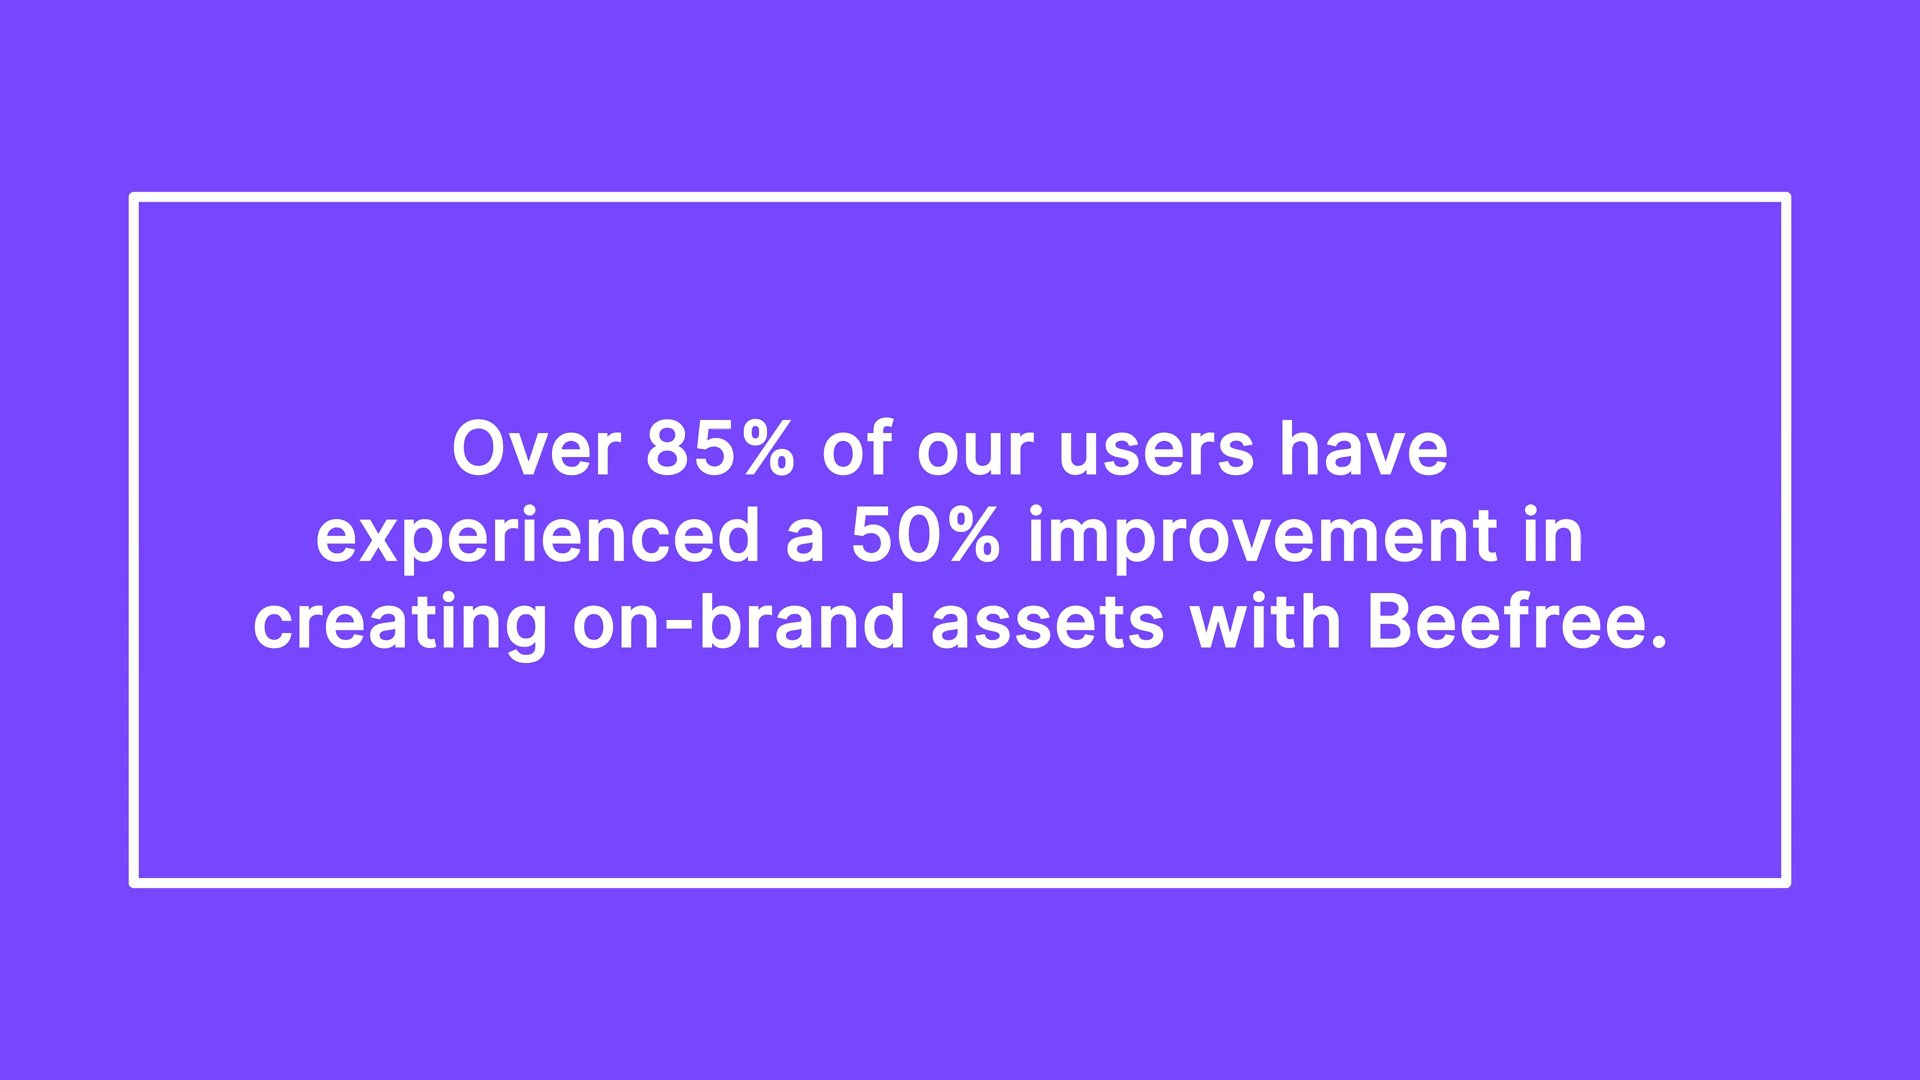 Over 85% of our users have
experienced a 50% improvement in
creating on-brand assets with Beefree.